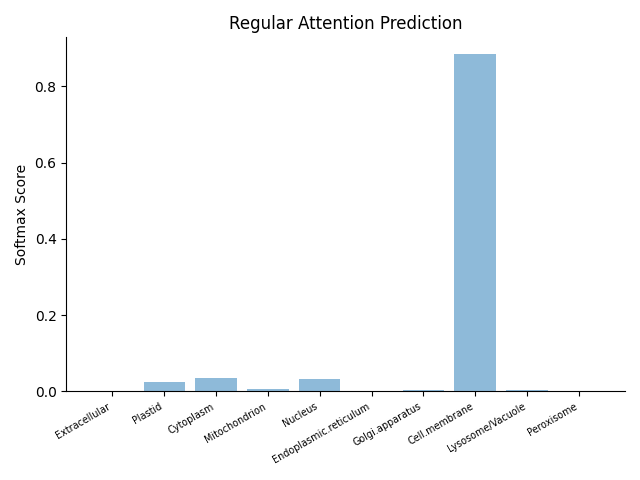 Regular Attention Prediction
Softmax Score
0.8
0.6
0.4
0.2
0.0
Extracellular
Plastid
Cytoplasm
Mitochondrion
Nucleus
Endoplasmic.reticulum
Golgi.apparatus
Cell.membrane
Lysosome/Vacuole
Peroxisome